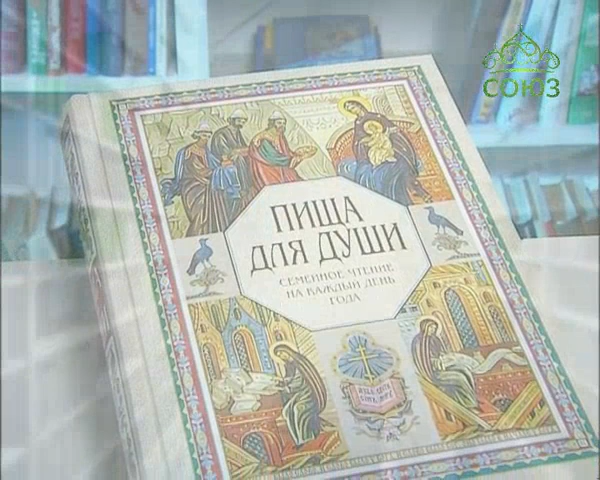 СОЮЗ
ПИЩА
ДЛЯ ДУШИ
СЕМЕЙНОЕ ЧТЕНИЕ
НА КАЖДЫЙ ДЕНЬ
ГОДА